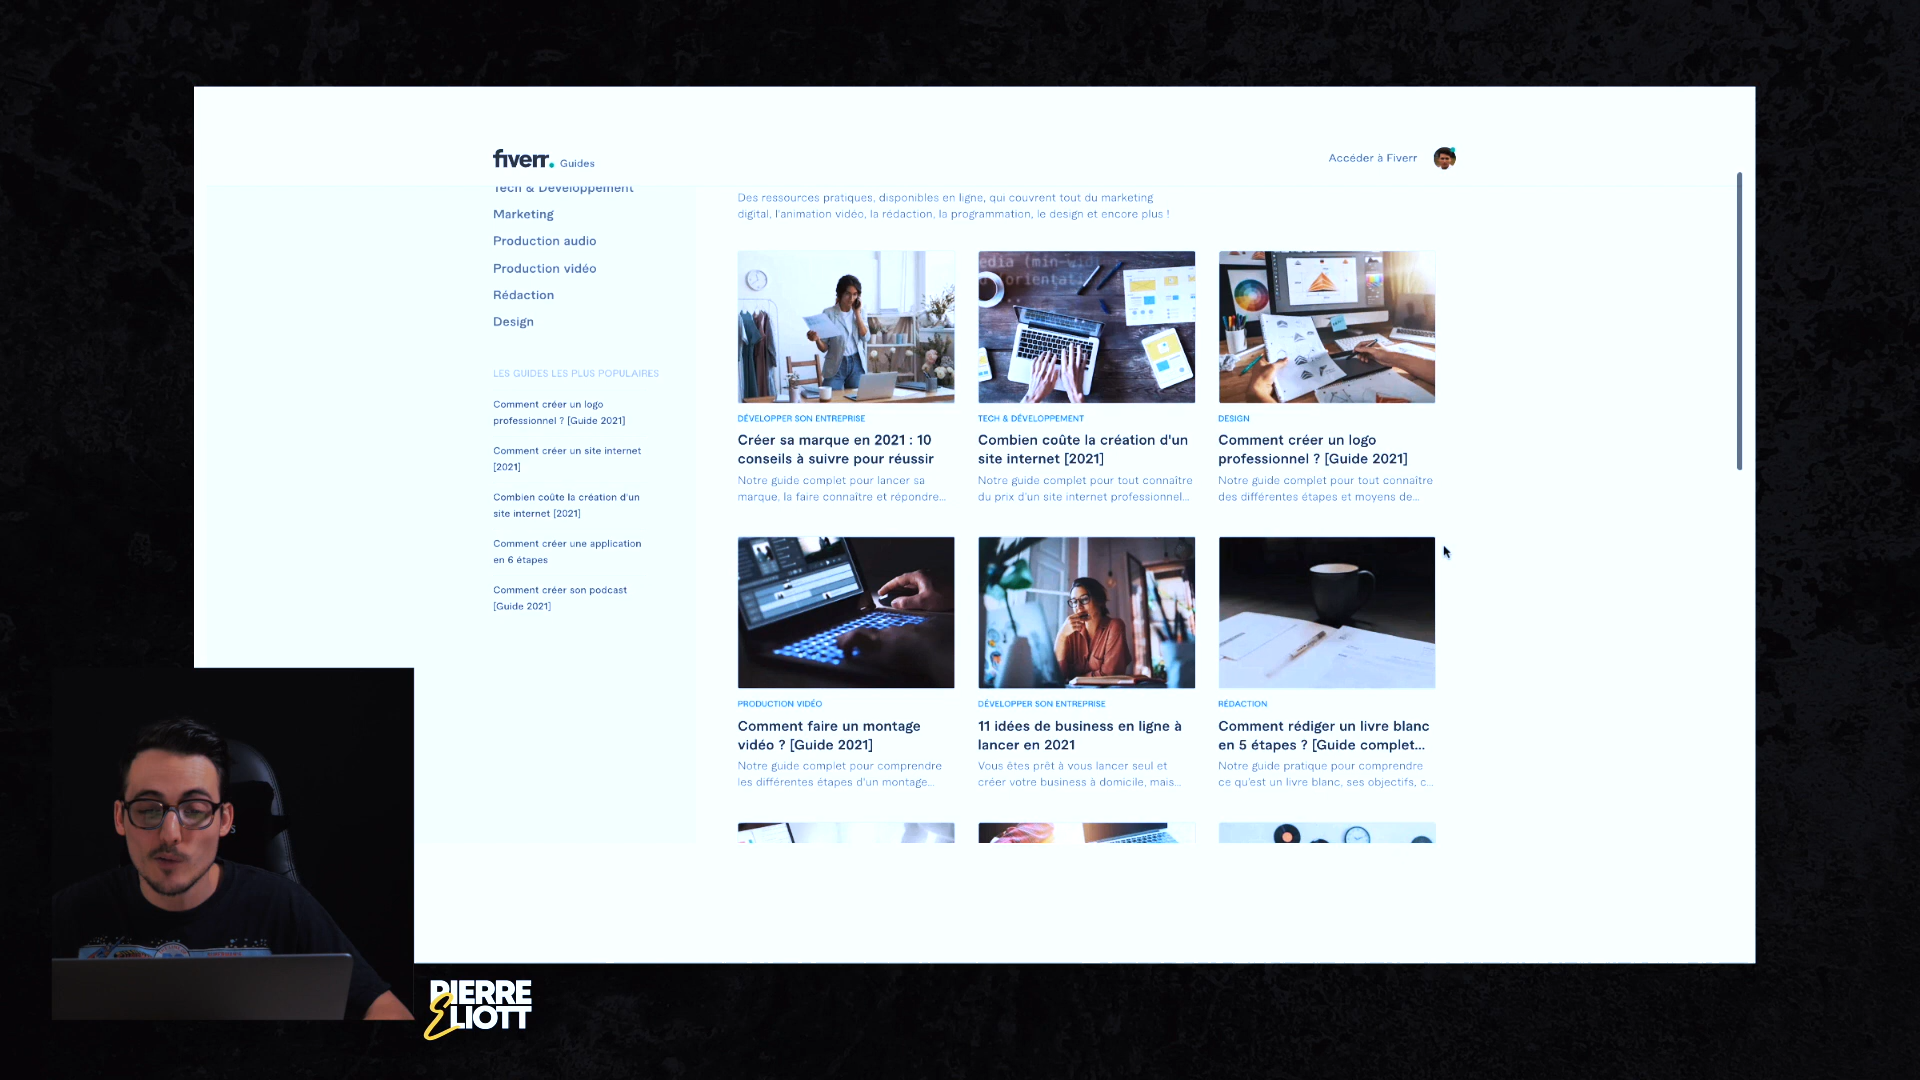 fiverr. Guides
Accéder à Fiverr
Tech & Développement
Marketing
Production audio
Production vidéo
Rédaction
Design
LES GUIDES LES PLUS POPULAIRES
Comment créer un logo
professionnel ? [Guide 2021]
Comment créer un site internet
[2021]
Combien coûte la création d'un
site internet [2021]
Comment créer une application
en 6 étapes
Comment créer son podcast
[Guide 2021]
Des ressources pratiques, disponibles en ligne, qui couvrent tout du marketing
digital, l'animation vidéo, la rédaction, la programmation, le design et encore plus !
DÉVELOPPER SON ENTREPRISE
Créer sa marque en 2021 : 10
conseils à suivre pour réussir
Notre guide complet pour lancer sa
marque, la faire connaître et répondre...
TECH & DÉVELOPPEMENT
Combien coûte la création d'un
site internet [2021]
Notre guide complet pour tout connaître
du prix d'un site internet professionnel...
DESIGN
Comment créer un logo
professionnel ? [Guide 2021]
Notre guide complet pour tout connaître
des différentes étapes et moyens de...
PRODUCTION VIDÉO
Comment faire un montage
vidéo ? [Guide 2021]
Notre guide complet pour comprendre
les différentes étapes d'un montage...
DÉVELOPPER SON ENTREPRISE
11 idées de business en ligne à
lancer en 2021
Vous êtes prêt à vous lancer seul et
créer votre business à domicile, mais...
RÉDACTION
Comment rédiger un livre blanc
en 5 étapes ? [Guide complet...
Notre guide pratique pour comprendre
ce qu'est un livre blanc, ses objectifs, c...
PIERRE
ELIOTT